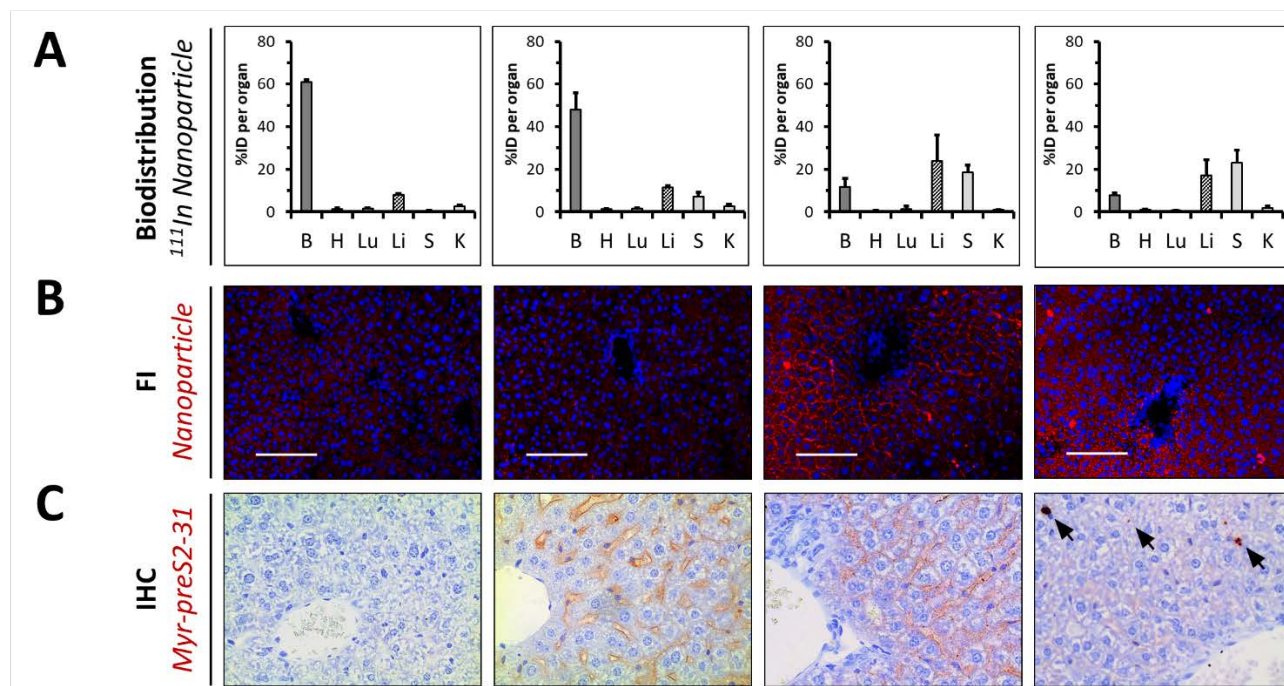 A
Biodistribution
¹¹¹In Nanoparticle
%ID per organ
80
60
40
20
0
B H Lu Li S K
%ID per organ
80
60
40
20
0
B H Lu Li S K
%ID per organ
80
60
40
20
0
B H Lu Li S K
%ID per organ
80
60
40
20
0
B H Lu Li S K
B
FI
Nanoparticle
C
IHC
Myr-preS2-31